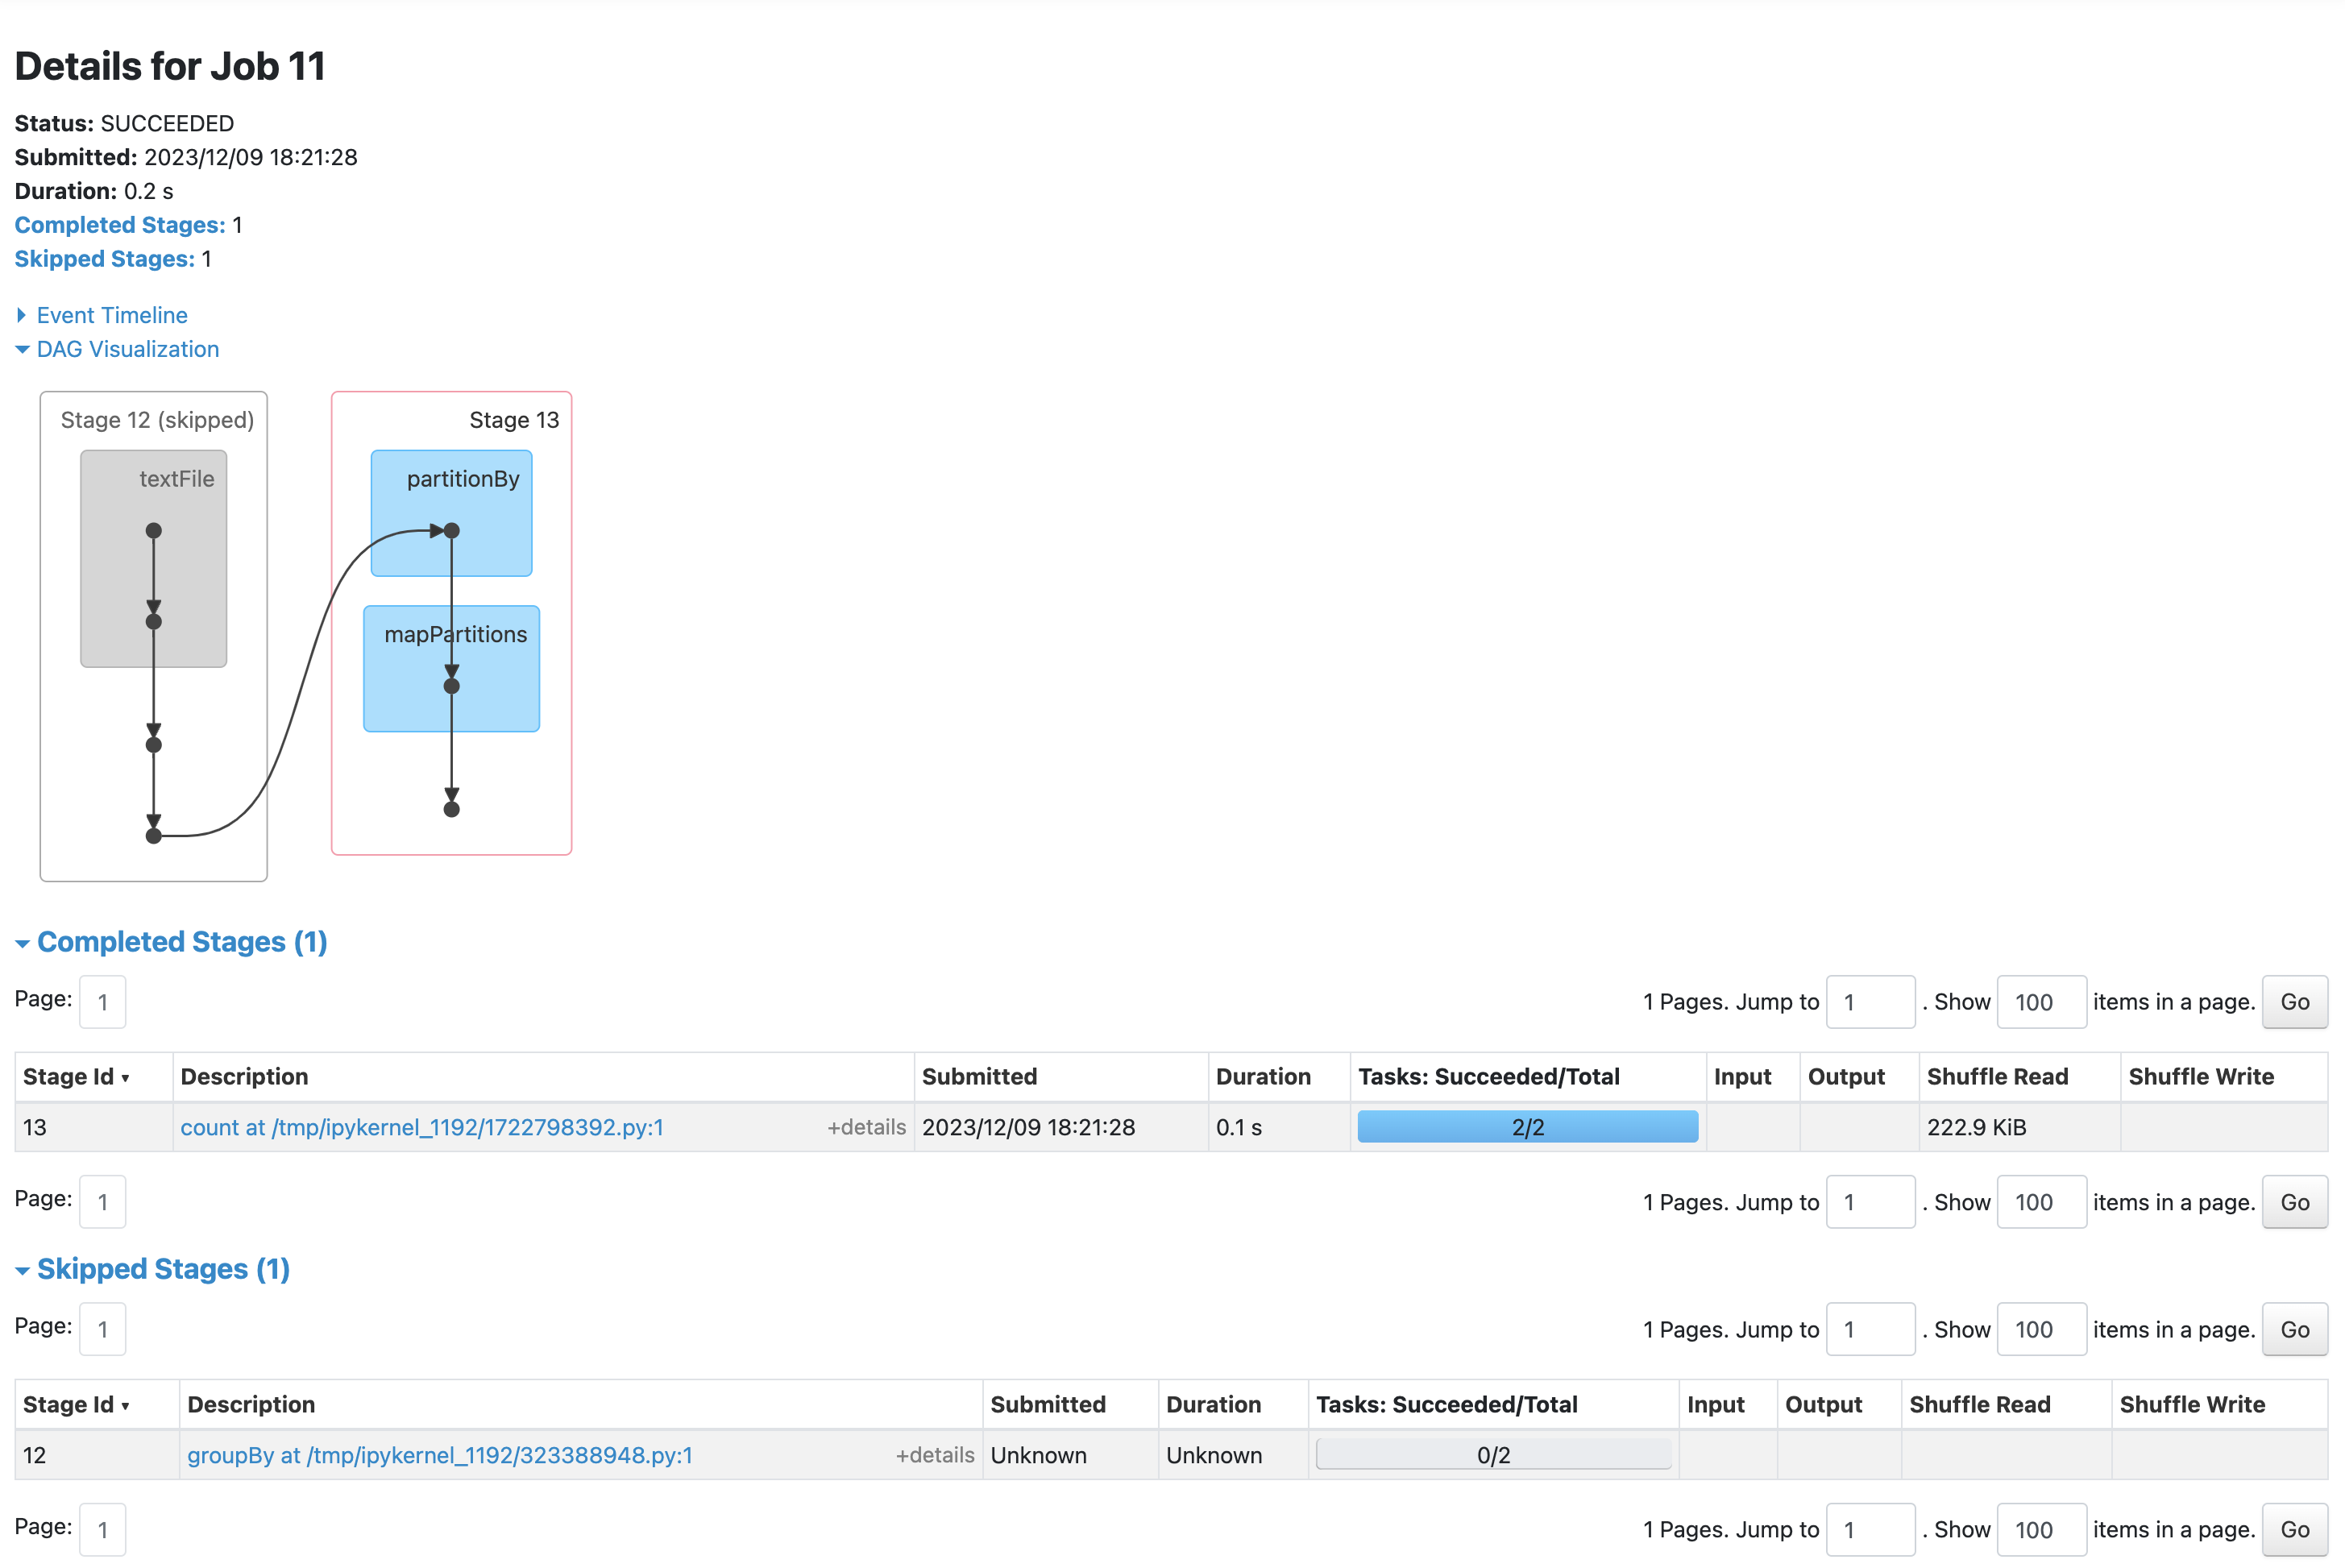 Details for Job 11
Status: SUCCEEDED
Submitted: 2023/12/09 18:21:28
Duration: 0.2 s
Completed Stages: 1
Skipped Stages: 1
Event Timeline
DAG Visualization
Stage 12 (skipped)
textFile
Stage 13
partitionBy
mapPartitions
Completed Stages (1)
Page: 1 1 Pages. Jump to 1 . Show 100 items in a page. Go
Stage Id ▾ Description Submitted Duration Tasks: Succeeded/Total Input Output Shuffle Read Shuffle Write
13 count at /tmp/ipykernel_1192/1722798392.py:1 +details 2023/12/09 18:21:28 0.1 s 2/2 222.9 KiB
Page: 1 1 Pages. Jump to 1 . Show 100 items in a page. Go
Skipped Stages (1)
Page: 1 1 Pages. Jump to 1 . Show 100 items in a page. Go
Stage Id ▾ Description Submitted Duration Tasks: Succeeded/Total Input Output Shuffle Read Shuffle Write
12 groupBy at /tmp/ipykernel_1192/323388948.py:1 +details Unknown Unknown 0/2
Page: 1 1 Pages. Jump to 1 . Show 100 items in a page. Go